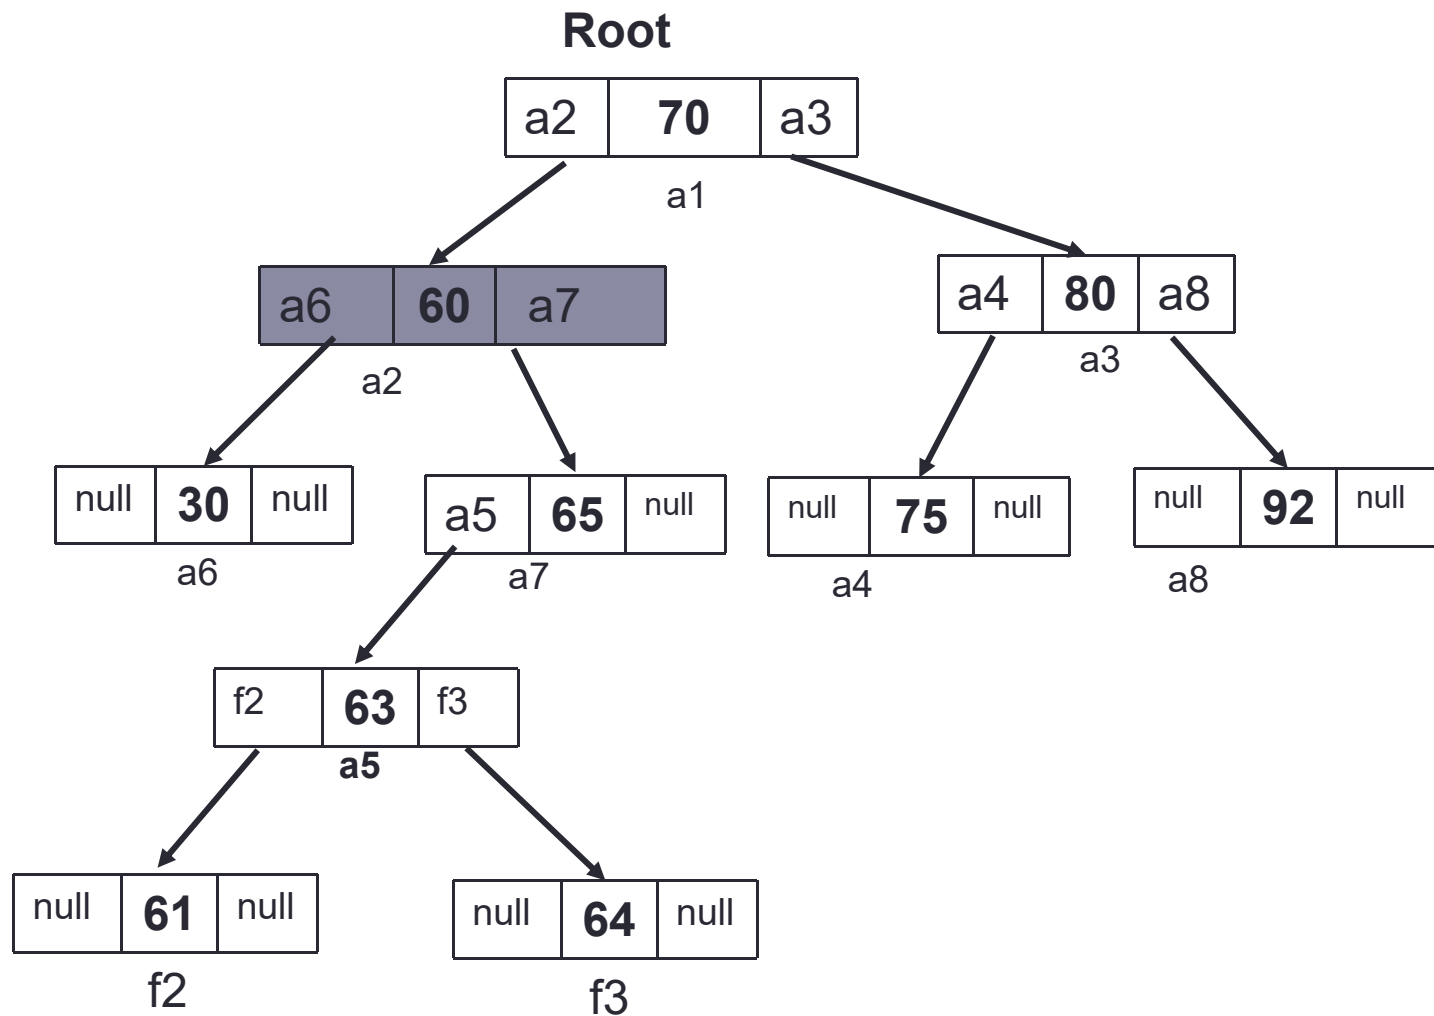 Root
a2 70 a3
a1
a6 60 a7
a2
a4 80 a8
a3
null 30 null
a6
a5 65 null
a7
null 75 null
a4
null 92 null
a8
f2 63 f3
a5
null 61 null
f2
null 64 null
f3